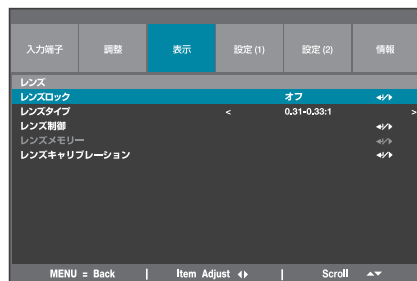 入力端子 調整 表示 設定 (1) 設定 (2) 情報
レンズ
レンズロック オフ
レンズタイプ < 0.31-0.33:1 >
レンズ制御
レンズメモリー
レンズキャリブレーション
MENU = Back | Item Adjust | Scroll